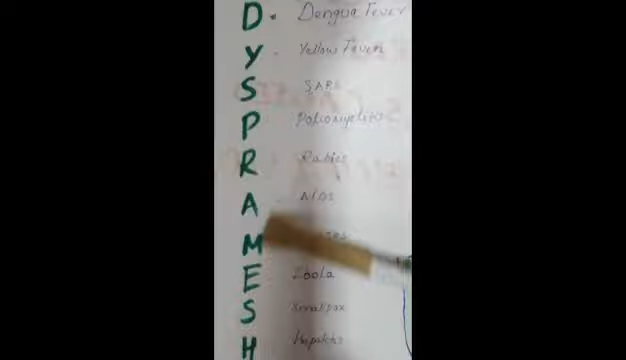 D. Dengue Fever
Y. Yellow Fever
S SARS
P Poliomyelitis
R Rabies
A AIDS
M
E Ebola
S Smallpox
H Hepatitis